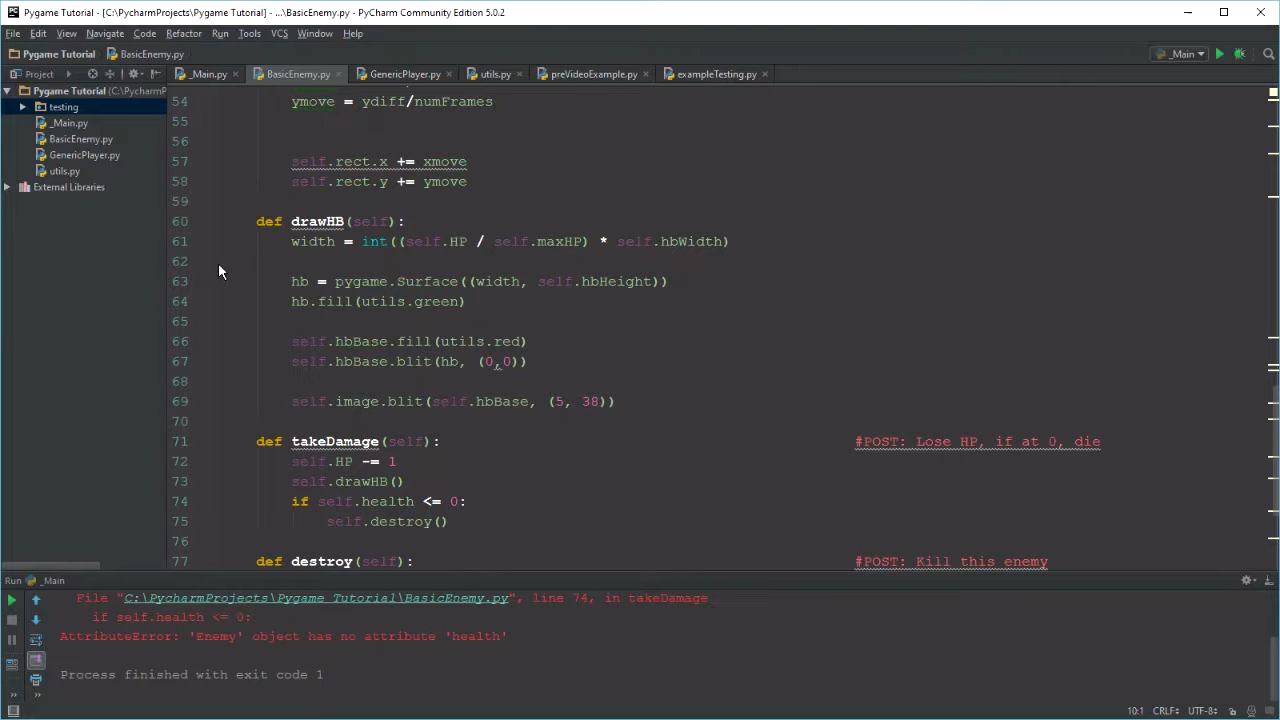 Pygame Tutorial - [C:\PycharmProjects\Pygame Tutorial] - ...\BasicEnemy.py - PyCharm Community Edition 5.0.2
File Edit View Navigate Code Refactor Run Tools VCS Window Help
Pygame Tutorial BasicEnemy.py _Main
Project _Main.py BasicEnemy.py GenericPlayer.py utils.py preVideoExample.py exampleTesting.py
Pygame Tutorial (C:\PycharmP
testing
_Main.py
BasicEnemy.py
GenericPlayer.py
utils.py
External Libraries
54 ymove = ydiff/numFrames
55
56
57 self.rect.x += xmove
58 self.rect.y += ymove
59
60 def drawHB(self):
61 width = int((self.HP / self.maxHP) * self.hbWidth)
62
63 hb = pygame.Surface((width, self.hbHeight))
64 hb.fill(utils.green)
65
66 self.hbBase.fill(utils.red)
67 self.hbBase.blit(hb, (0,0))
68
69 self.image.blit(self.hbBase, (5, 38))
70
71 def takeDamage(self): #POST: Lose HP, if at 0, die
72 self.HP -= 1
73 self.drawHB()
74 if self.health <= 0:
75 self.destroy()
76
77 def destroy(self): #POST: Kill this enemy
Run _Main
File "C:\PycharmProjects\Pygame Tutorial\BasicEnemy.py", line 74, in takeDamage
if self.health <= 0:
AttributeError: 'Enemy' object has no attribute 'health'
Process finished with exit code 1
10:1 CRLF UTF-8